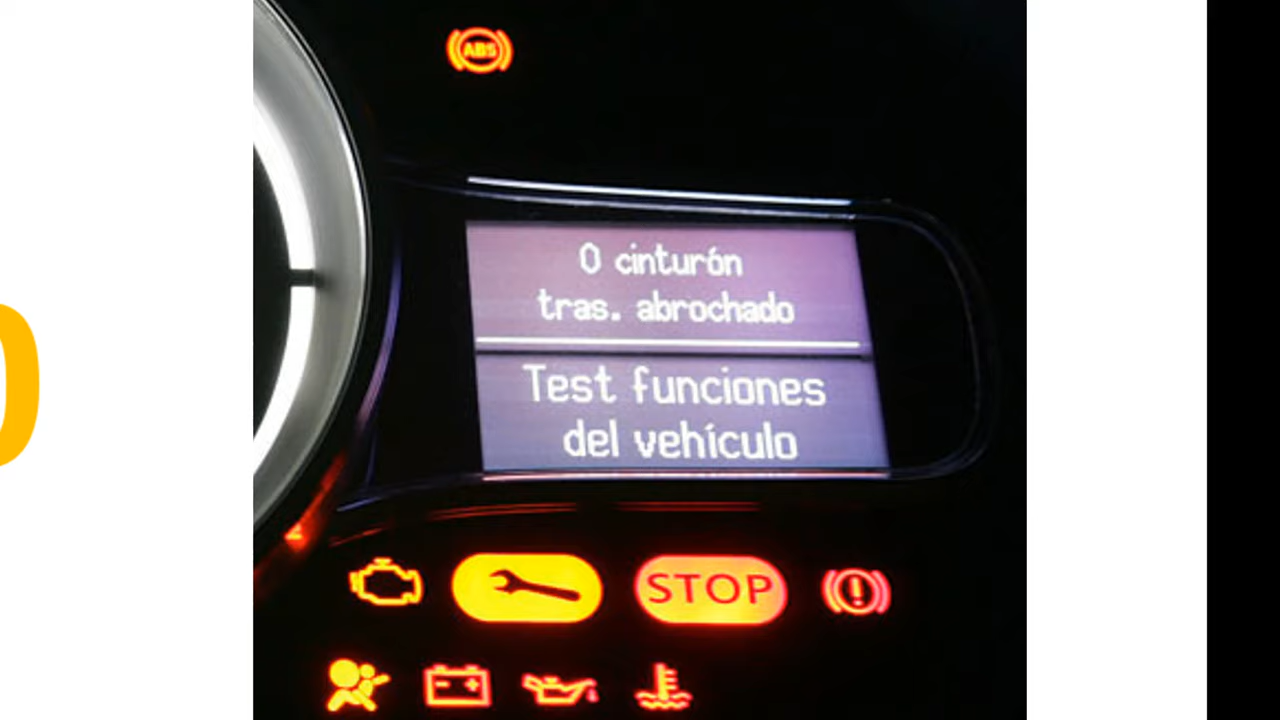 ABS
0 cinturón
tras. abrochado
Test funciones
del vehículo
STOP